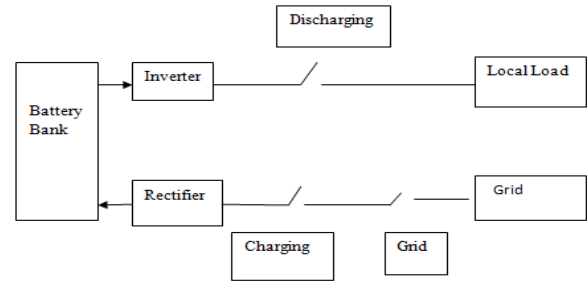 Discharging
Inverter
Local Load
Battery
Bank
Rectifier
Grid
Charging
Grid